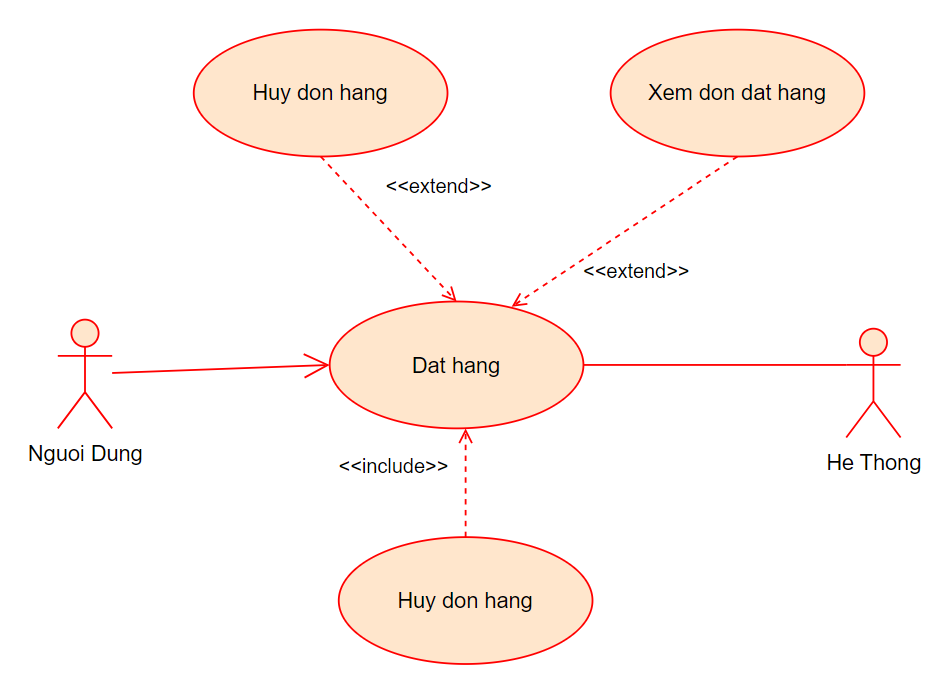 Huy don hang
Xem don dat hang
<<extend>>
<<extend>>
Dat hang
Nguoi Dung
He Thong
<<include>>
Huy don hang